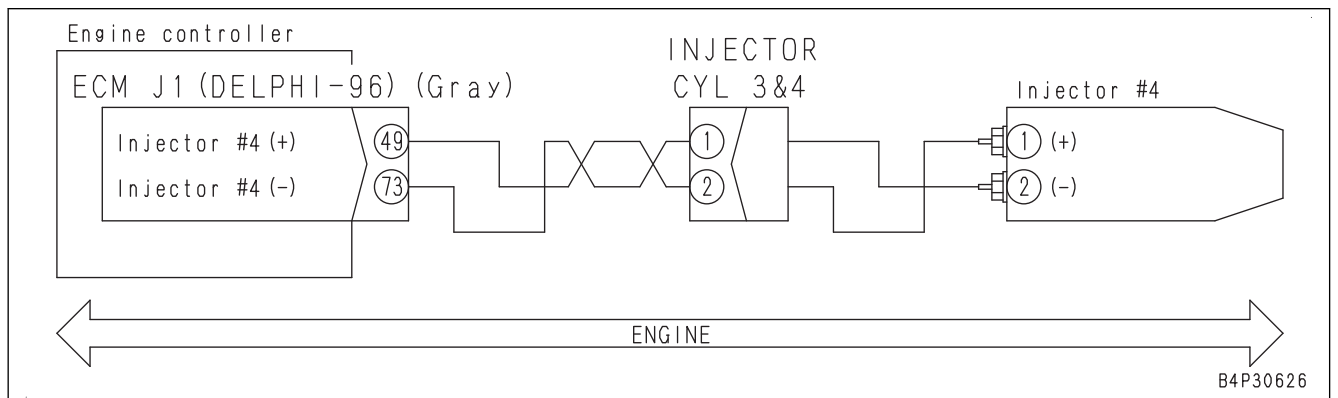 Engine controller
ECM J1(DELPHI-96)(Gray)
Injector #4(+)
49
Injector #4(-)
73
INJECTOR
CYL 3&4
1
2
Injector #4
1 (+)
2 (-)
ENGINE
B4P30626